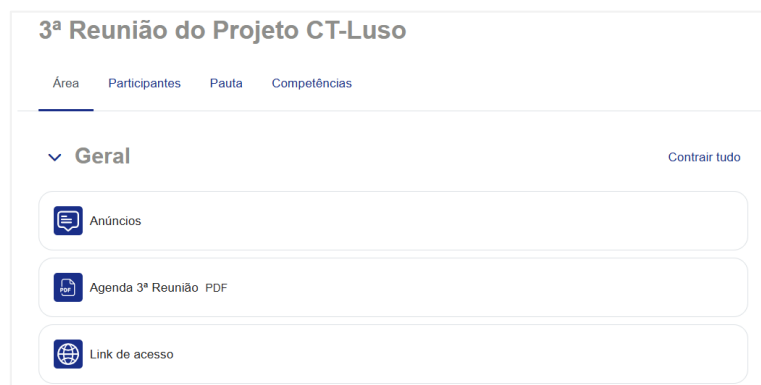 3ª Reunião do Projeto CT-Luso
Área Participantes Pauta Competências
Geral Contrair tudo
Anúncios
PDF Agenda 3ª Reunião PDF
Link de acesso